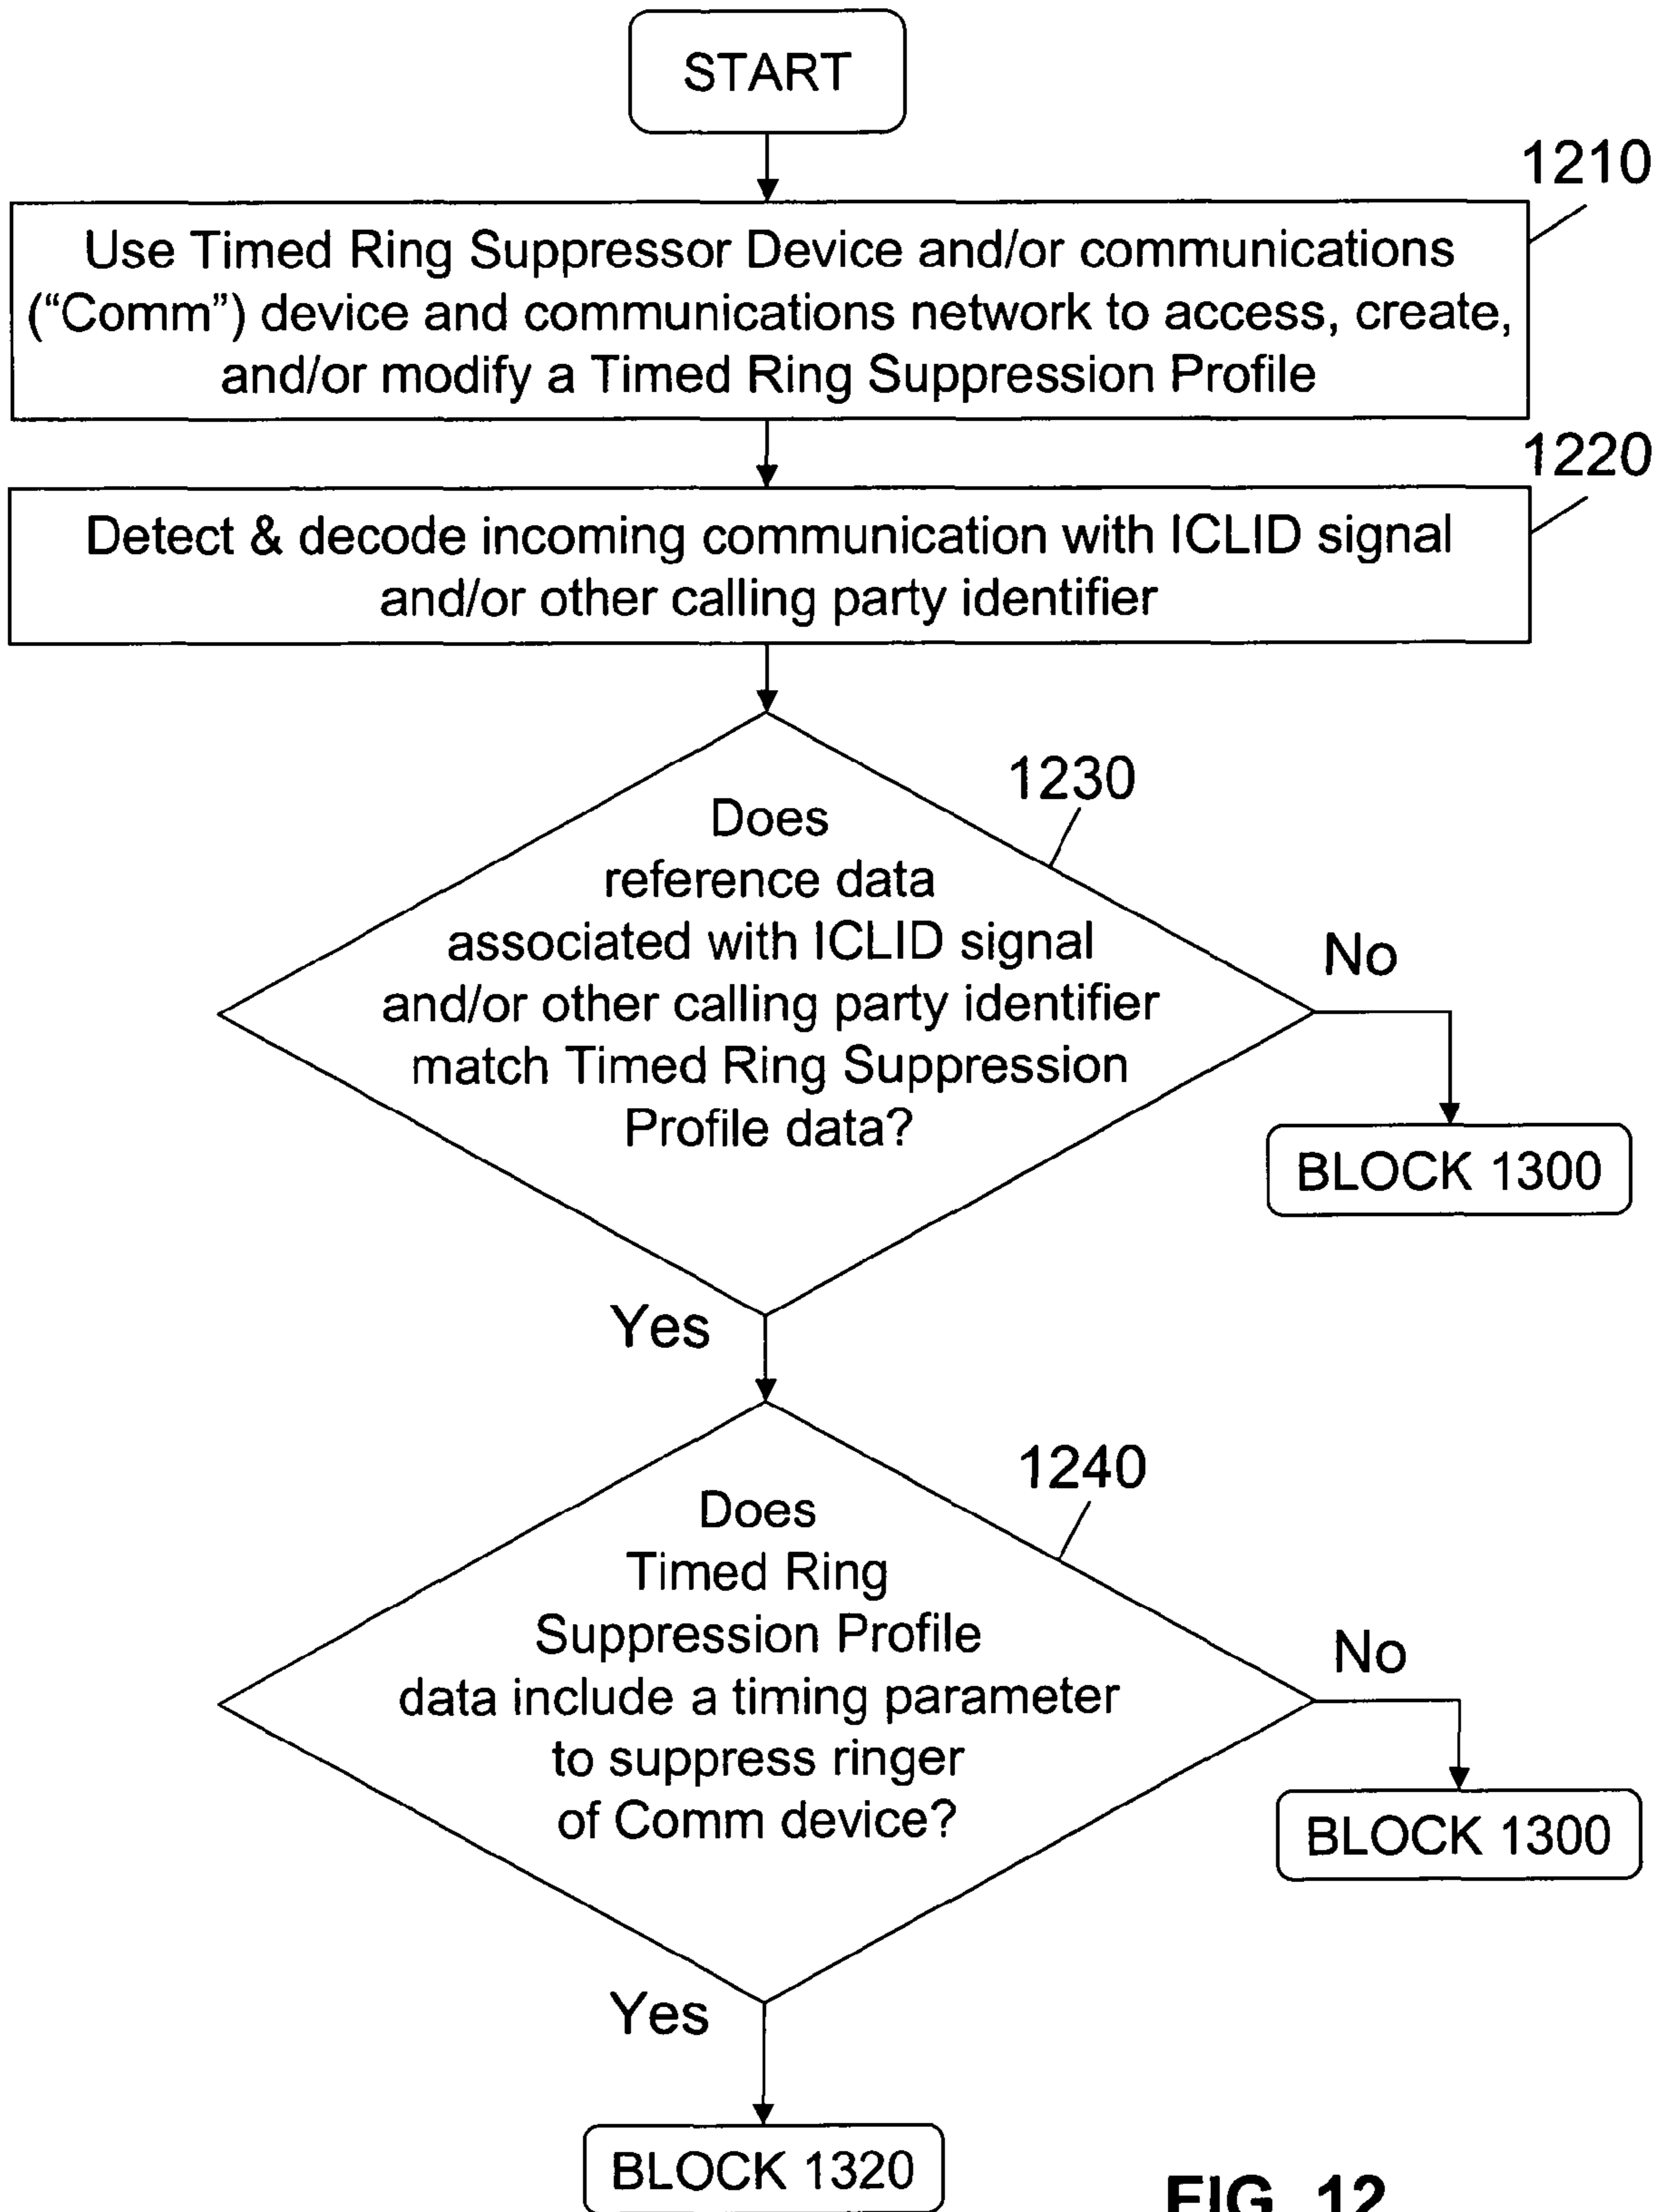 START
1210
Use Timed Ring Suppressor Device and/or communications
("Comm") device and communications network to access, create,
and/or modify a Timed Ring Suppression Profile
1220
Detect & decode incoming communication with ICLID signal
and/or other calling party identifier
1230
Does
reference data
associated with ICLID signal
and/or other calling party identifier
match Timed Ring Suppression
Profile data?
No
BLOCK 1300
Yes
1240
Does
Timed Ring
Suppression Profile
data include a timing parameter
to suppress ringer
of Comm device?
No
BLOCK 1300
Yes
BLOCK 1320
FIG. 12